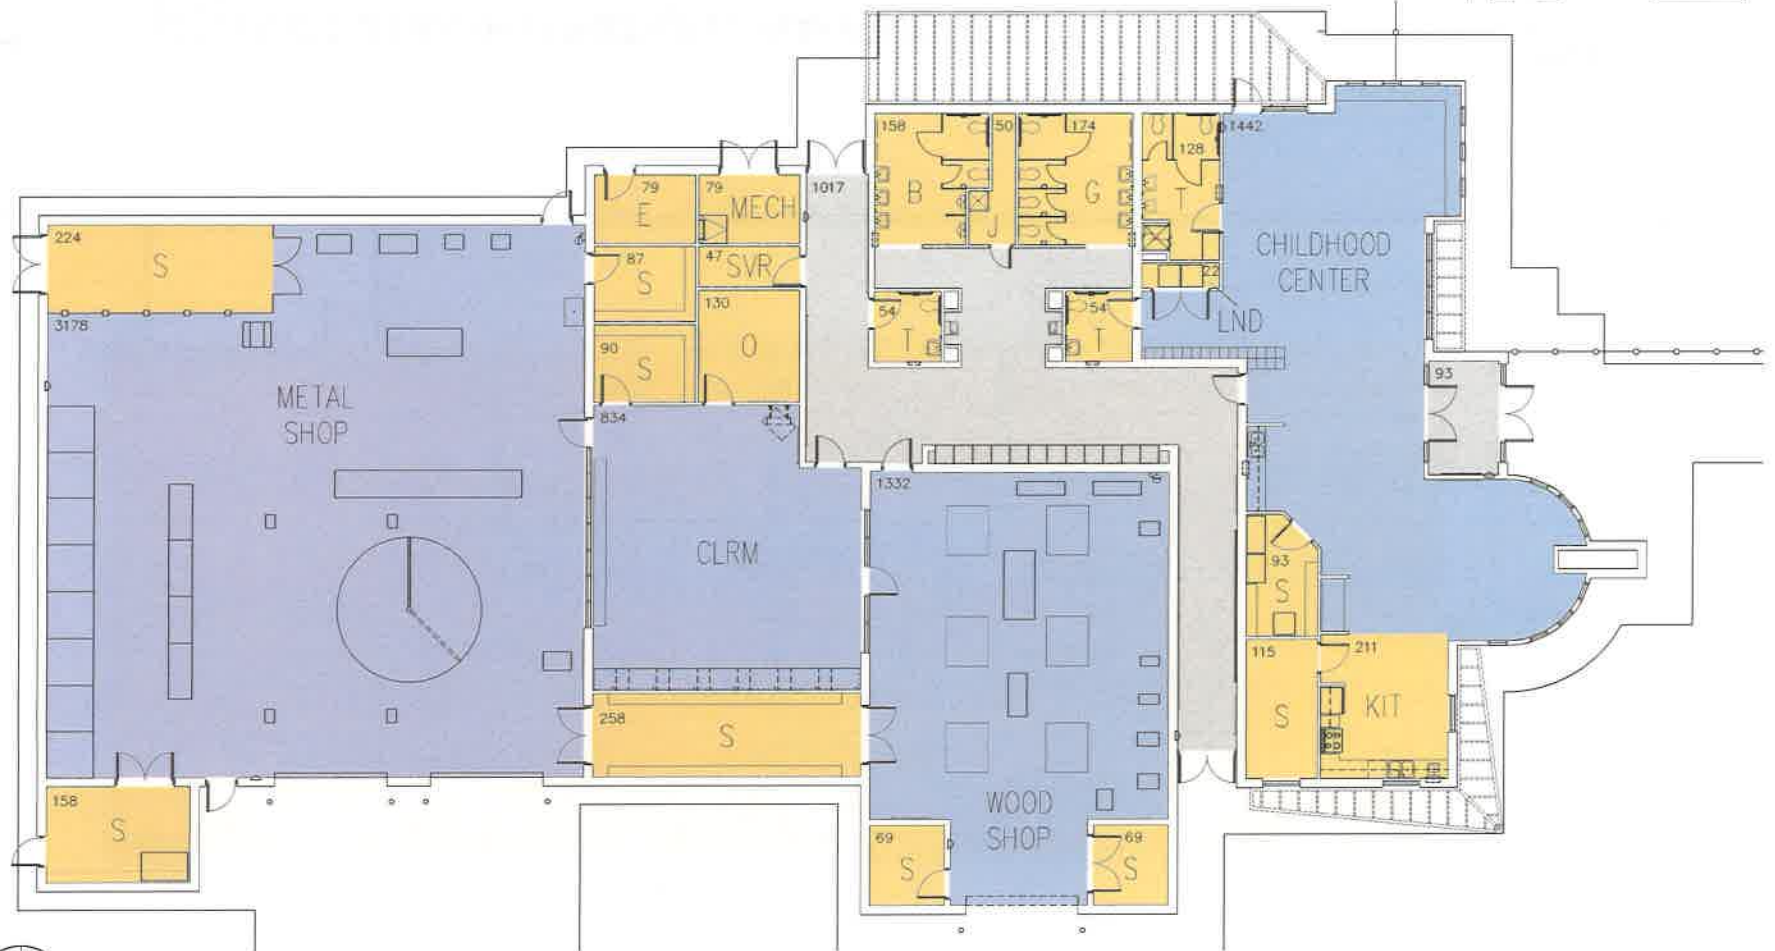 158
50
174
128
1442
79
E
79
MECH
1017
B
J
G
T
224
S
87
S
47
SVR
22
CHILDHOOD
CENTER
3178
130
O
54
T
54
T
LND
90
S
93
METAL
SHOP
834
1332
CLRM
93
S
115
S
211
KIT
258
S
158
S
WOOD
SHOP
69
S
69
S